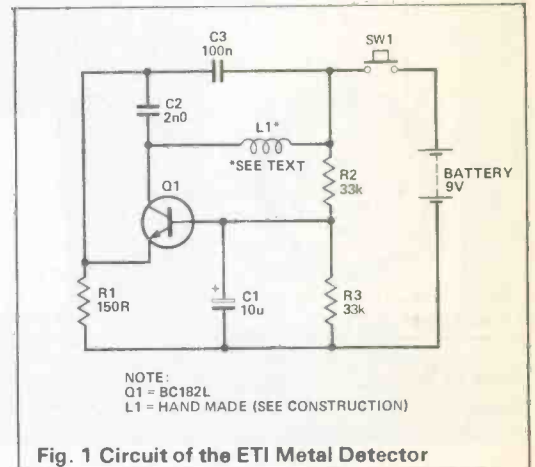 C3
100n
SW1
C2
2n0
L1*
*SEE TEXT
R2
33k
BATTERY
9V
Q1
R1
150R
+
C1
10u
R3
33k
NOTE:
Q1 = BC182L
L1 = HAND MADE (SEE CONSTRUCTION)
Fig. 1 Circuit of the ETI Metal Detector